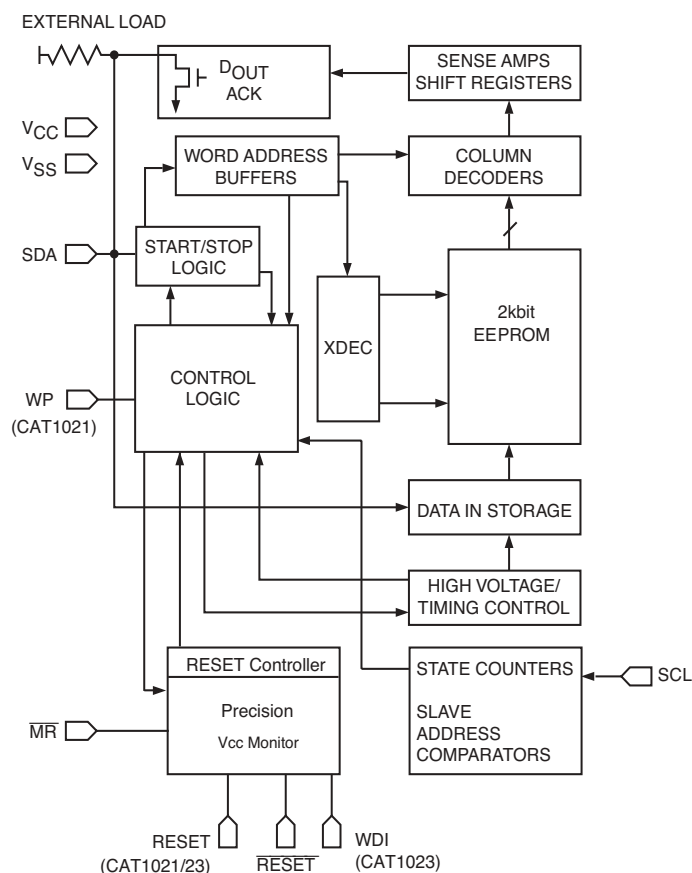 EXTERNAL LOAD
DOUT
ACK
SENSE AMPS
SHIFT REGISTERS
VCC
VSS
WORD ADDRESS
BUFFERS
COLUMN
DECODERS
SDA
START/STOP
LOGIC
2kbit
EEPROM
XDEC
CONTROL
LOGIC
WP
(CAT1021)
DATA IN STORAGE
HIGH VOLTAGE/
TIMING CONTROL
RESET Controller
Precision
Vcc Monitor
STATE COUNTERS
SLAVE
ADDRESS
COMPARATORS
SCL
MR
RESET
(CAT1021/23)
RESET
WDI
(CAT1023)